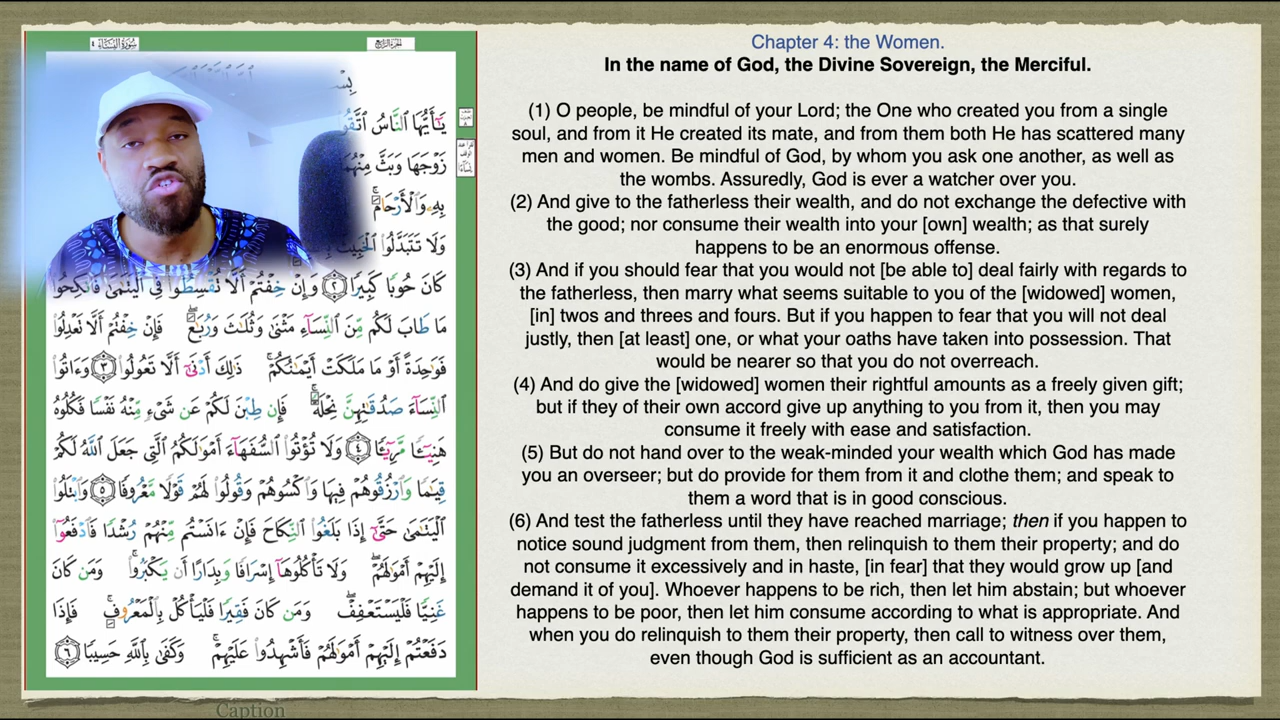 سُورَةُ النِّسَاءِ ٤
الجزء الرابع
بِسْ
يَٰٓأَيُّهَا ٱلنَّاسُ ٱتَّقُوا۟
زَوْجَهَا وَبَثَّ مِنْهُمَا
بِهِۦ وَٱلْأَرْحَامَ ۚ
وَلَا تَتَبَدَّلُوا۟ ٱلْخَبِيثَ
كَانَ حُوبًا كَبِيرًا ٢ وَإِنْ خِفْتُمْ أَلَّا تُقْسِطُوا۟ فِى ٱلْيَتَٰمَىٰ فَٱنكِحُوا۟
مَا طَابَ لَكُم مِّنَ ٱلنِّسَآءِ مَثْنَىٰ وَثُلَٰثَ وَرُبَٰعَ ۖ فَإِنْ خِفْتُمْ أَلَّا تَعْدِلُوا۟
فَوَٰحِدَةً أَوْ مَا مَلَكَتْ أَيْمَٰنُكُمْ ۚ ذَٰلِكَ أَدْنَىٰٓ أَلَّا تَعُولُوا۟ ٣ وَءَاتُوا۟
ٱلنِّسَآءَ صَدُقَٰتِهِنَّ نِحْلَةً ۚ فَإِن طِبْنَ لَكُمْ عَن شَىْءٍ مِّنْهُ نَفْسًا فَكُلُوهُ
هَنِيٓـًٔا مَّرِيٓـًٔا ٤ وَلَا تُؤْتُوا۟ ٱلسُّفَهَآءَ أَمْوَٰلَكُمُ ٱلَّتِى جَعَلَ ٱللَّهُ لَكُمْ
قِيَٰمًا وَٱرْزُقُوهُمْ فِيهَا وَٱكْسُوهُمْ وَقُولُوا۟ لَهُمْ قَوْلًا مَّعْرُوفًا ٥ وَٱبْتَلُوا۟
ٱلْيَتَٰمَىٰ حَتَّىٰٓ إِذَا بَلَغُوا۟ ٱلنِّكَاحَ فَإِنْ ءَانَسْتُم مِّنْهُمْ رُشْدًا فَٱدْفَعُوٓا۟
إِلَيْهِمْ أَمْوَٰلَهُمْ ۖ وَلَا تَأْكُلُوهَآ إِسْرَافًا وَبِدَارًا أَن يَكْبَرُوا۟ ۚ وَمَن كَانَ
غَنِيًّا فَلْيَسْتَعْفِفْ ۖ وَمَن كَانَ فَقِيرًا فَلْيَأْكُلْ بِٱلْمَعْرُوفِ ۚ فَإِذَا
دَفَعْتُمْ إِلَيْهِمْ أَمْوَٰلَهُمْ فَأَشْهِدُوا۟ عَلَيْهِمْ ۚ وَكَفَىٰ بِٱللَّهِ حَسِيبًا ٦
Chapter 4: the Women.
In the name of God, the Divine Sovereign, the Merciful.
(1) O people, be mindful of your Lord; the One who created you from a single
soul, and from it He created its mate, and from them both He has scattered many
men and women. Be mindful of God, by whom you ask one another, as well as
the wombs. Assuredly, God is ever a watcher over you.
(2) And give to the fatherless their wealth, and do not exchange the defective with
the good; nor consume their wealth into your [own] wealth; as that surely
happens to be an enormous offense.
(3) And if you should fear that you would not [be able to] deal fairly with regards to
the fatherless, then marry what seems suitable to you of the [widowed] women,
[in] twos and threes and fours. But if you happen to fear that you will not deal
justly, then [at least] one, or what your oaths have taken into possession. That
would be nearer so that you do not overreach.
(4) And do give the [widowed] women their rightful amounts as a freely given gift;
but if they of their own accord give up anything to you from it, then you may
consume it freely with ease and satisfaction.
(5) But do not hand over to the weak-minded your wealth which God has made
you an overseer; but do provide for them from it and clothe them; and speak to
them a word that is in good conscious.
(6) And test the fatherless until they have reached marriage; then if you happen to
notice sound judgment from them, then relinquish to them their property; and do
not consume it excessively and in haste, [in fear] that they would grow up [and
demand it of you]. Whoever happens to be rich, then let him abstain; but whoever
happens to be poor, then let him consume according to what is appropriate. And
when you do relinquish to them their property, then call to witness over them,
even though God is sufficient as an accountant.
Caption